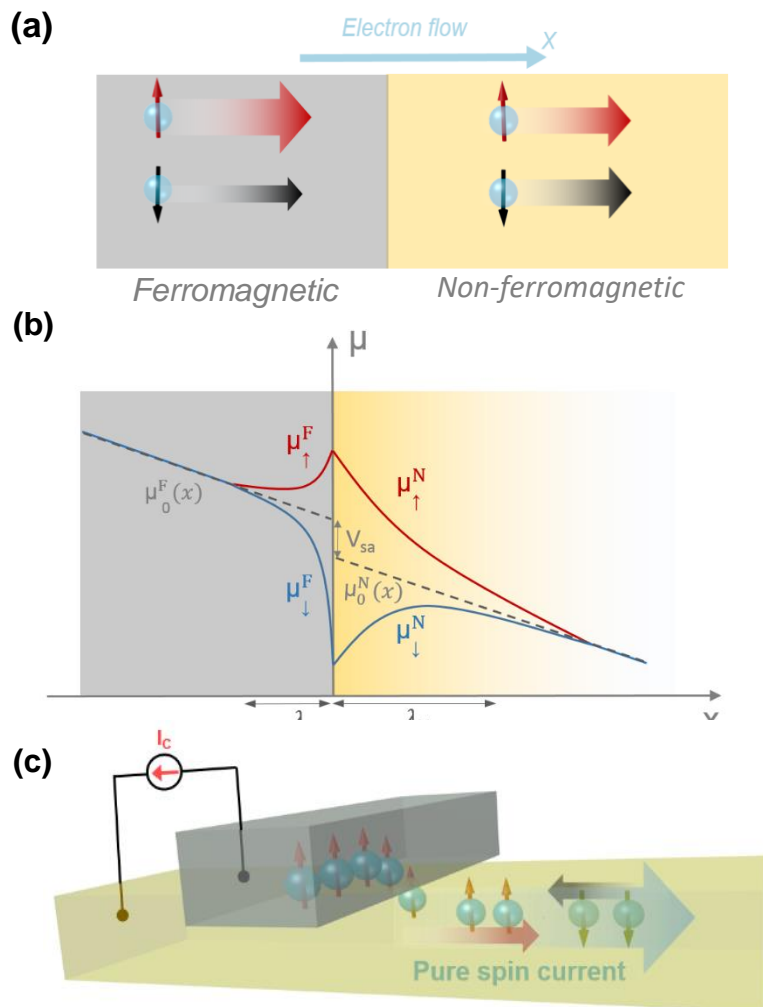 (a)
Electron flow
X
Ferromagnetic
Non-ferromagnetic
(b)
μ
μ↑F
μ0F(x)
μ↑N
Vsa
μ↓F
μ0N(x)
μ↓N
(c)
IC
Pure spin current